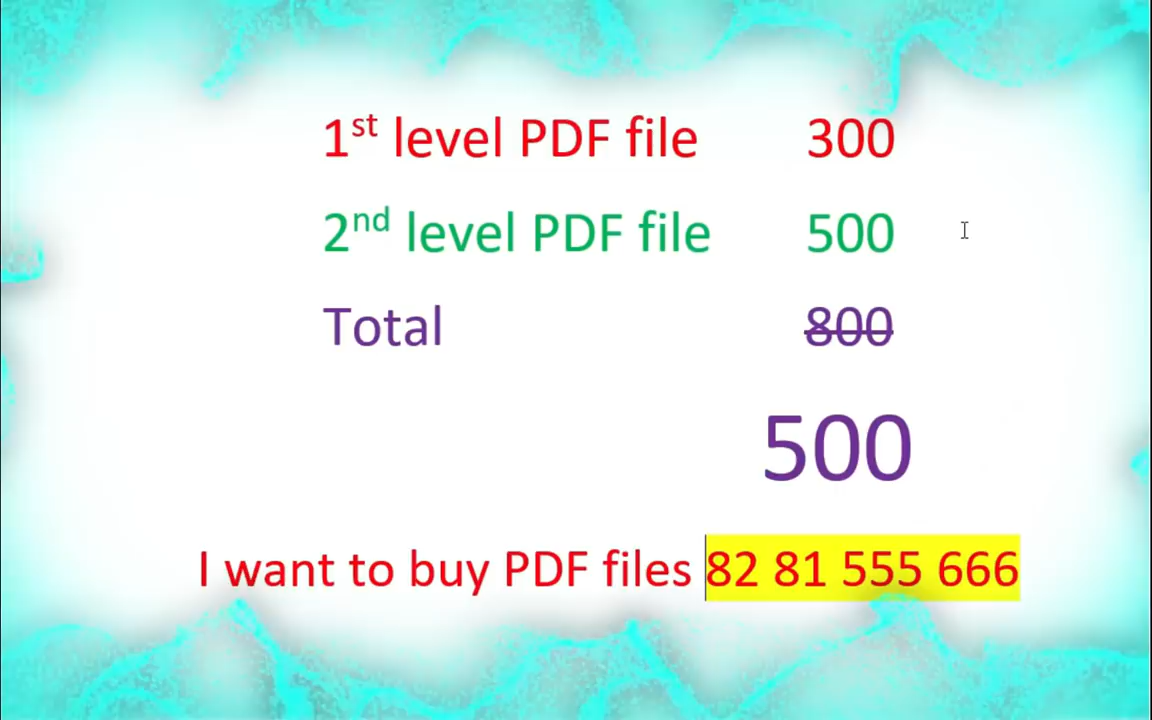 1st level PDF file 300
2nd level PDF file 500
Total 800
500
I want to buy PDF files 82 81 555 666